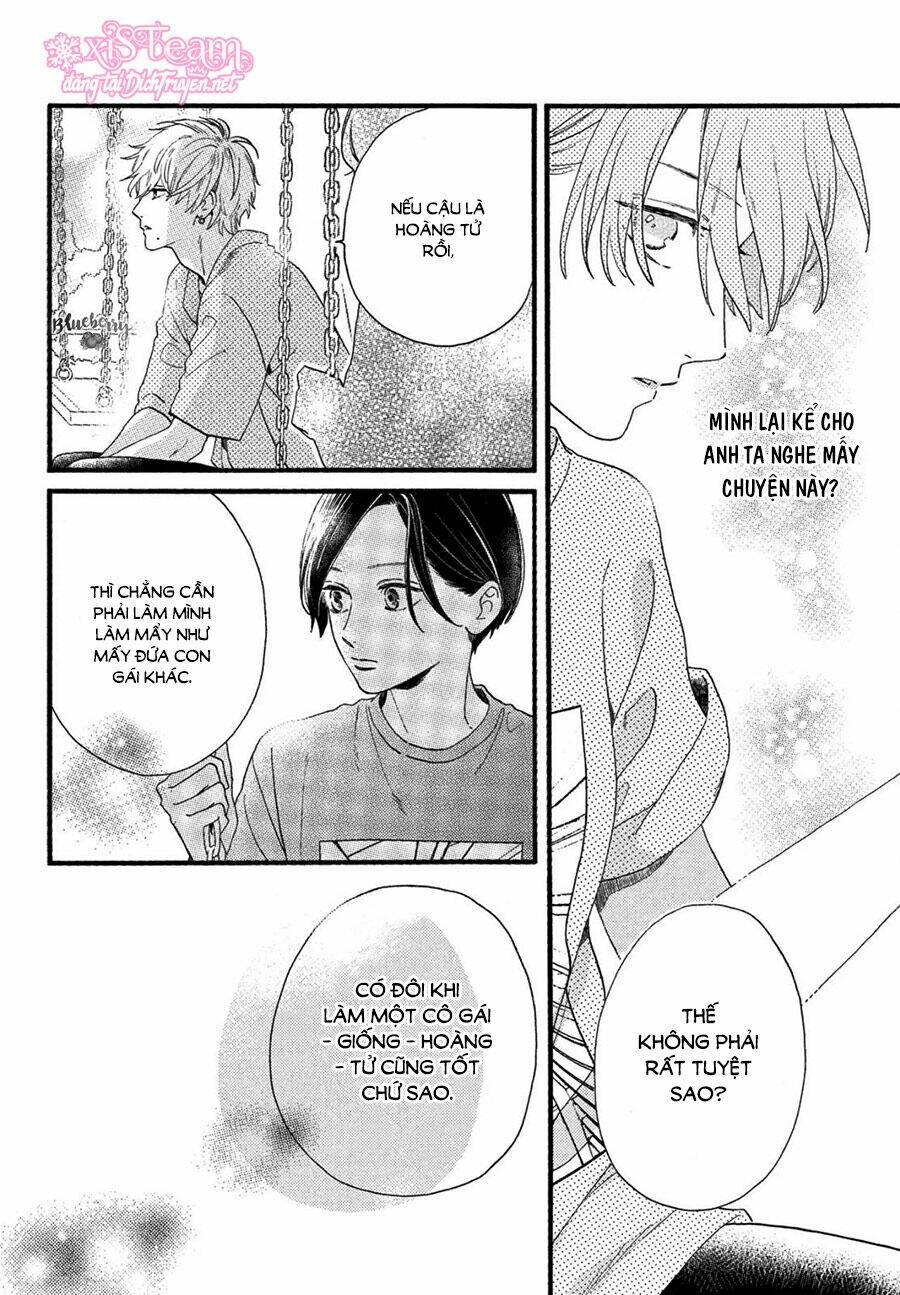 xisTeam
đăng tại DichTruyen.net
MÌNH LẠI KỂ CHO
ANH TA NGHE MẤY
CHUYỆN NÀY?
THẾ
KHÔNG PHẢI
RẤT TUYỆT
SAO?
NẾU CẬU LÀ
HOÀNG TỬ
RỒI,
Blueberry
THÌ CHẲNG CẦN
PHẢI LÀM MÌNH
LÀM MẨY NHƯ
MẤY ĐỨA CON
GÁI KHÁC.
CÓ ĐÔI KHI
LÀM MỘT CÔ GÁI
- GIỐNG - HOÀNG
- TỬ CŨNG TỐT
CHỨ SAO.